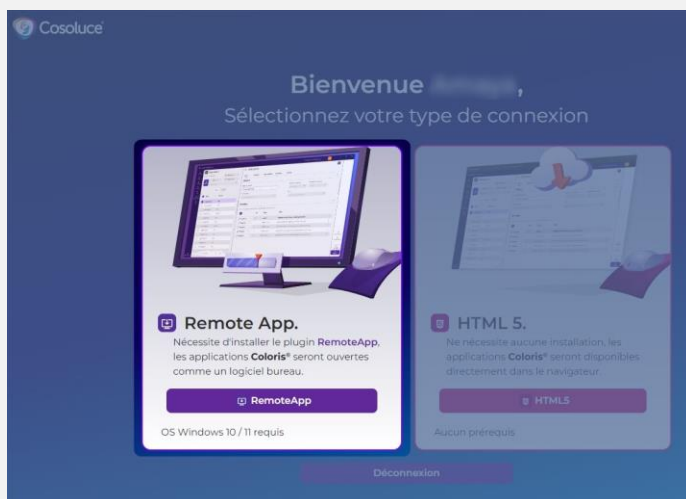 Cosoluce
Bienvenue ,
Sélectionnez votre type de connexion
Remote App.
Nécessite d'installer le plugin RemoteApp,
les applications Coloris® seront ouvertes
comme un logiciel bureau.
RemoteApp
OS Windows 10 / 11 requis
HTML 5.
Ne nécessite aucune installation, les
applications Coloris® seront disponibles
directement dans le navigateur.
HTML5
Aucun prérequis
Déconnexion